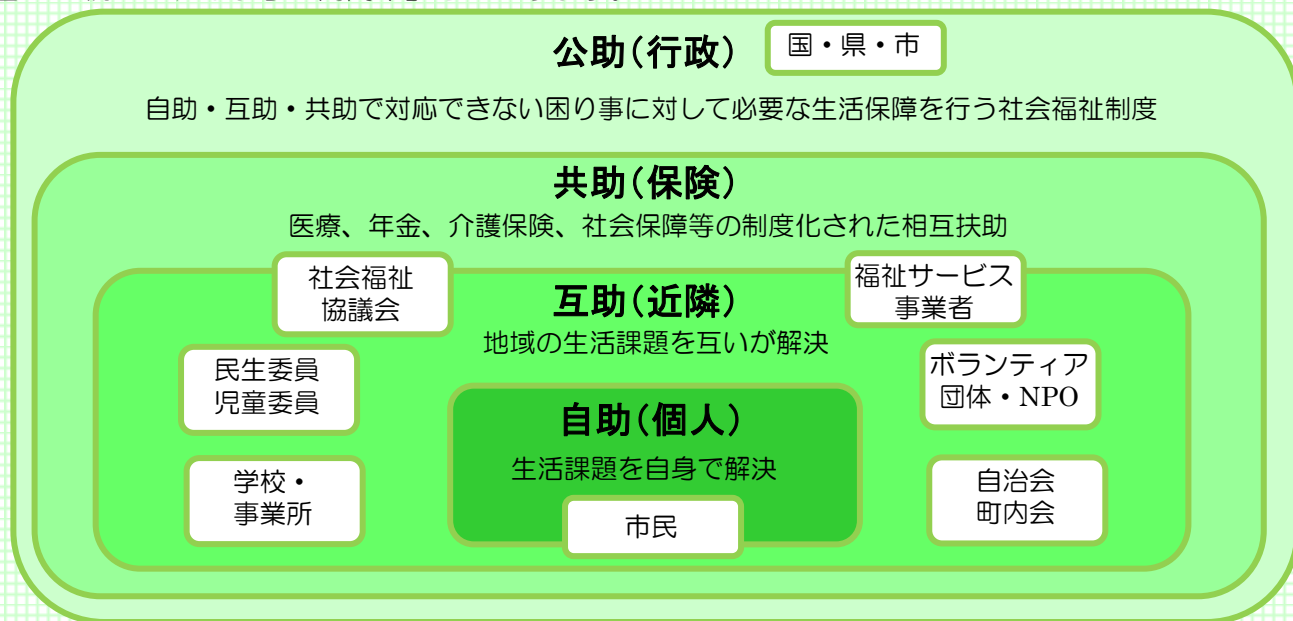 公助(行政)
国・県・市
自助・互助・共助で対応できない困り事に対して必要な生活保障を行う社会福祉制度
共助(保険)
医療、年金、介護保険、社会保障等の制度化された相互扶助
社会福祉
協議会
互助(近隣)
地域の生活課題を互いが解決
福祉サービス
事業者
民生委員
児童委員
ボランティア
団体・NPO
自助(個人)
生活課題を自身で解決
市民
学校・
事業所
自治会
町内会